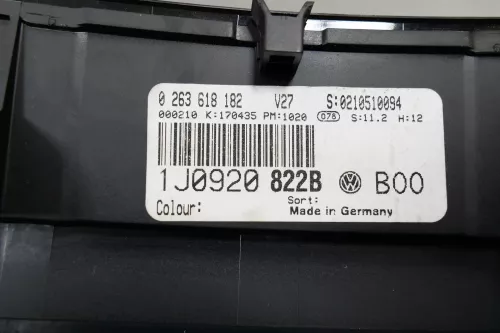 0 263 618 182 V27 S:0210510094
000210 K:170435 PM:1020 078 S:11.2 H:12
1J0920 822B VW B00
Sort:
Colour: Made in Germany